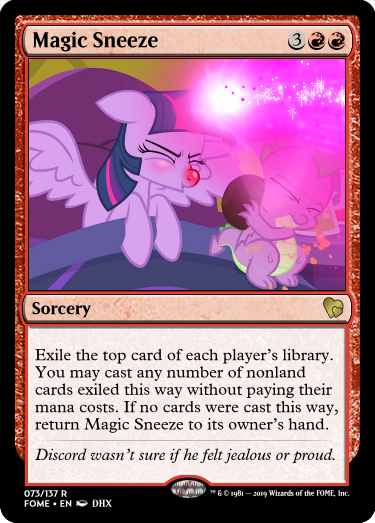 Magic Sneeze 3
Sorcery
Exile the top card of each player's library.
You may cast any number of nonland
cards exiled this way without paying their
mana costs. If no cards were cast this way,
return Magic Sneeze to its owner's hand.
Discord wasn't sure if he felt jealous or proud.
073/137 R
FOME • EN DHX
™ & © 1981 — 2019 Wizards of the FOME, Inc.